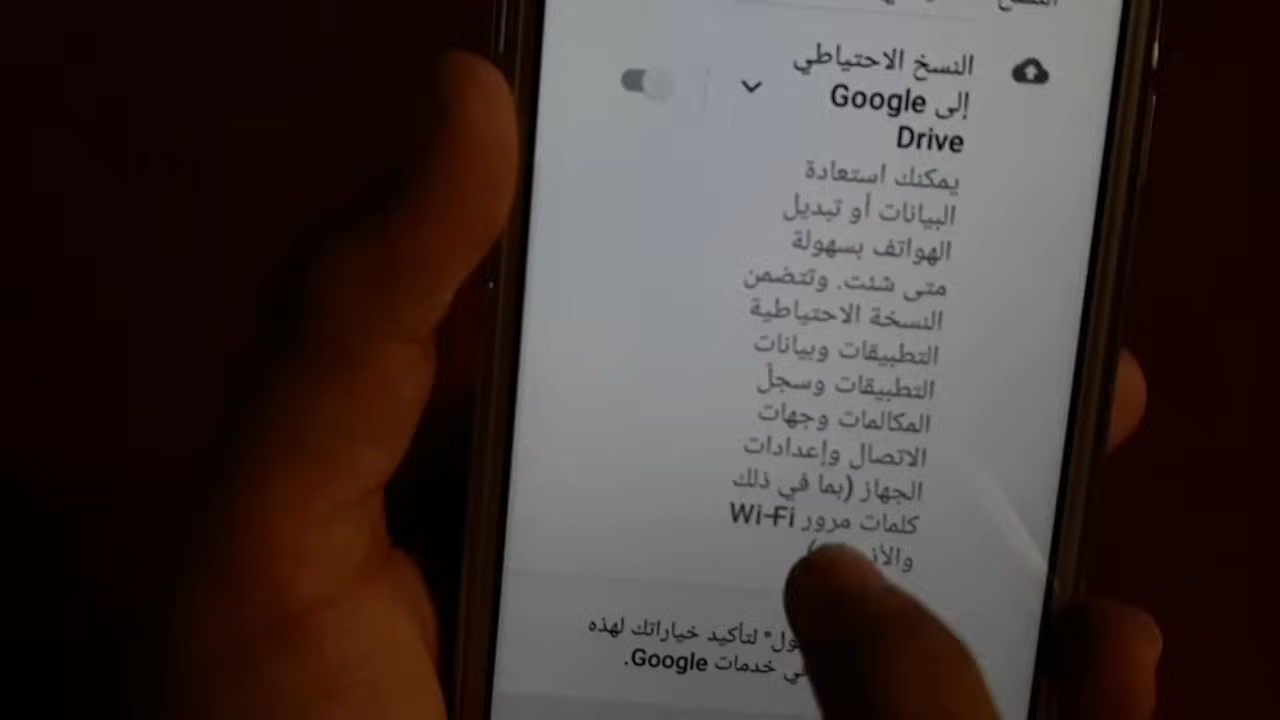 النسخ الاحتياطي
إلى Google
Drive
يمكنك استعادة
البيانات أو تبديل
الهواتف بسهولة
متى شئت. وتتضمن
النسخة الاحتياطية
التطبيقات وبيانات
التطبيقات وسجلّ
المكالمات وجهات
الاتصال وإعدادات
الجهاز (بما في ذلك
كلمات مرور Wi-Fi
لتأكيد خياراتك لهذه
خدمات Google.